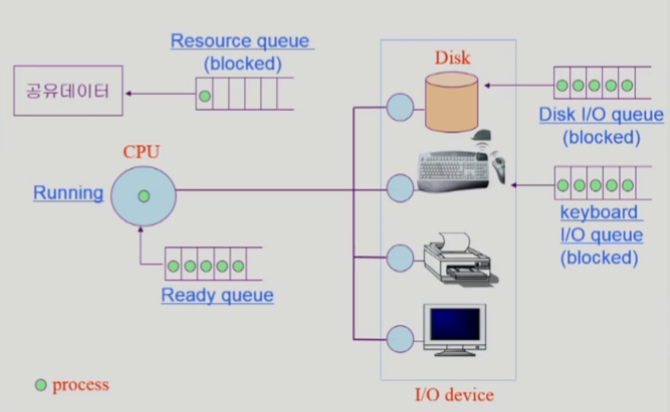 Resource queue
(blocked)
공유데이터
Disk
Disk I/O queue
(blocked)
CPU
Running
keyboard
I/O queue
(blocked)
Ready queue
process
I/O device